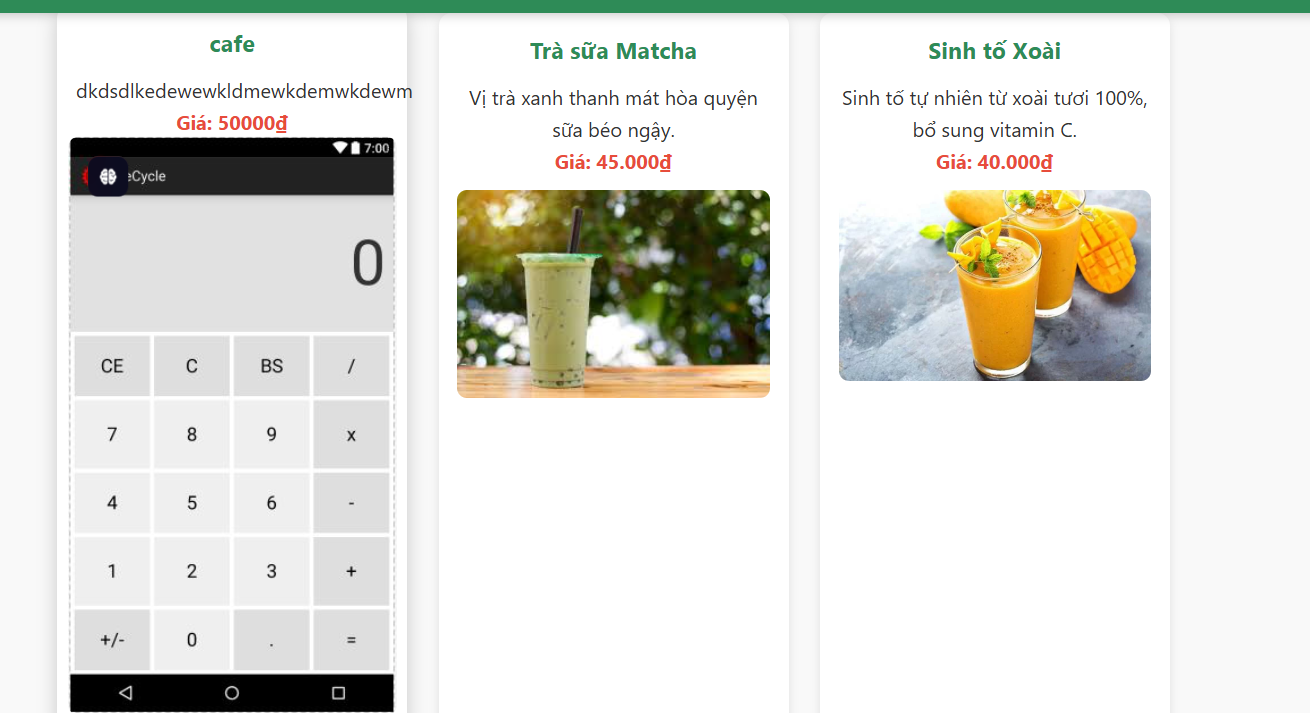 cafe
dkdsdlkedewewkldmewkdemwkdewm
Giá: 50000₫
7:00
eCycle
0
CE C BS /
7 8 9 x
4 5 6 -
1 2 3 +
+/- 0 . =
Trà sữa Matcha
Vị trà xanh thanh mát hòa quyện
sữa béo ngậy.
Giá: 45.000₫
Sinh tố Xoài
Sinh tố tự nhiên từ xoài tươi 100%,
bổ sung vitamin C.
Giá: 40.000₫